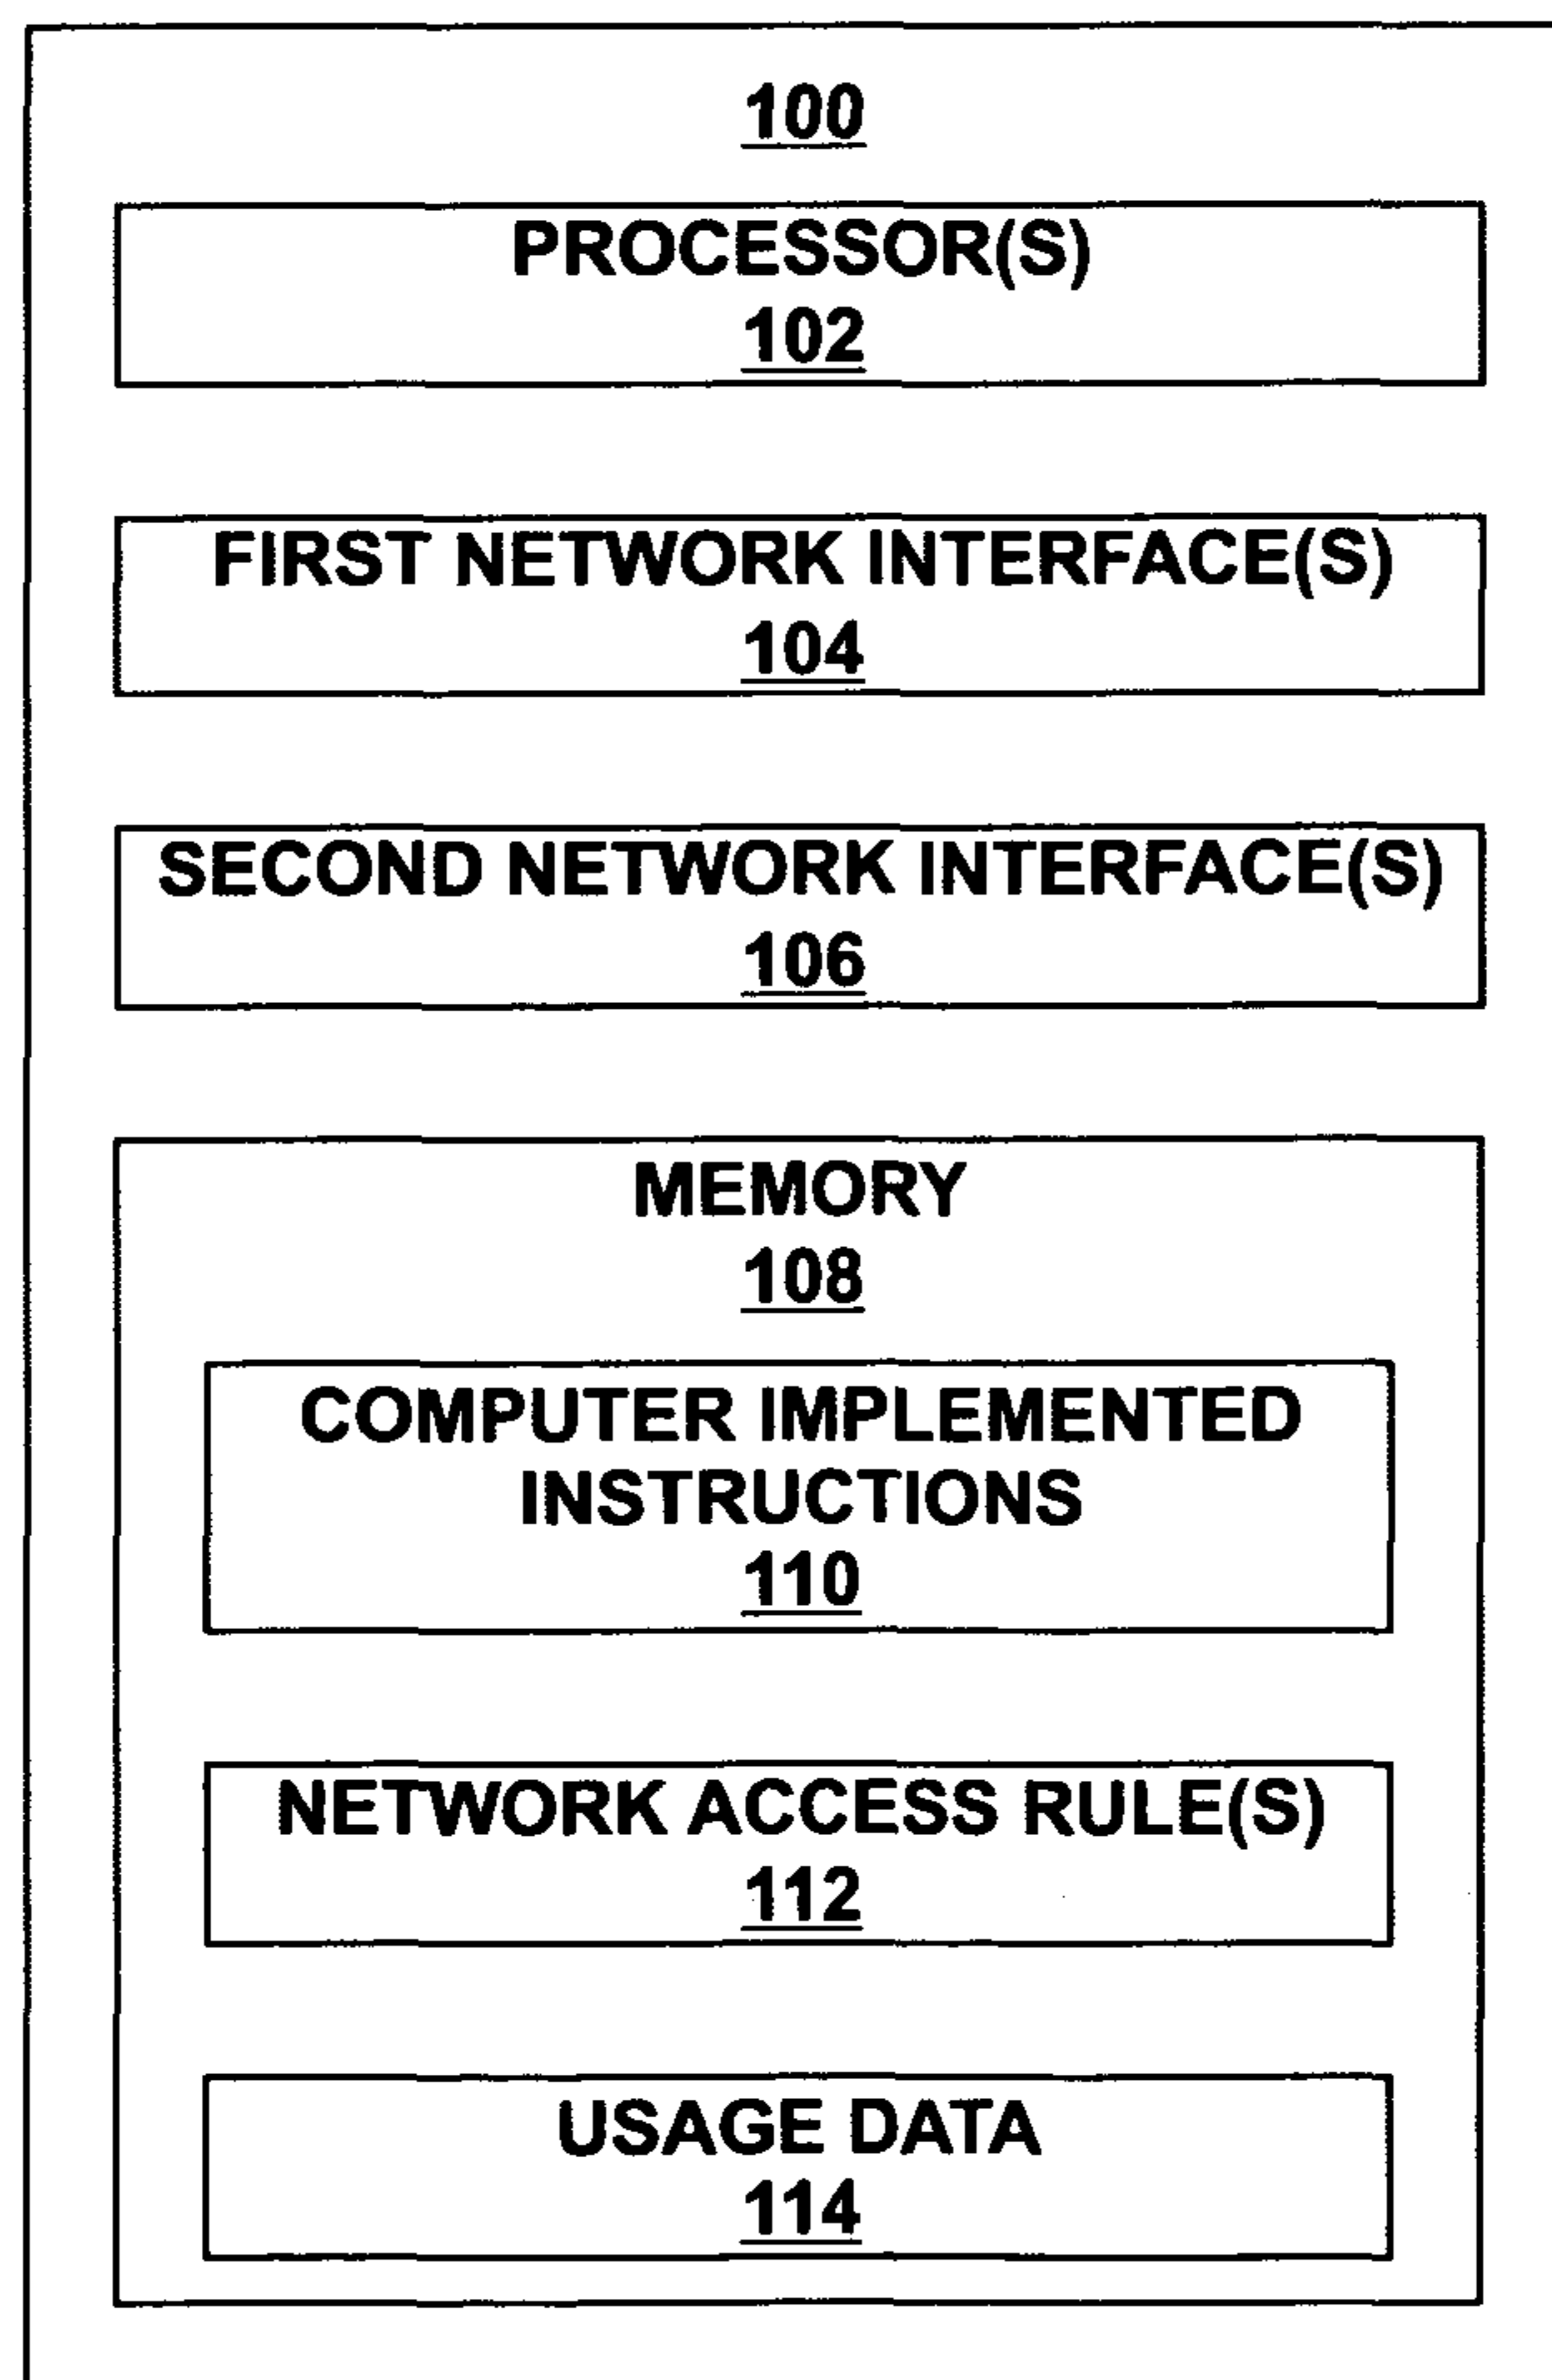 100
PROCESSOR(S)
102
FIRST NETWORK INTERFACE(S)
104
SECOND NETWORK INTERFACE(S)
106
MEMORY
108
COMPUTER IMPLEMENTED
INSTRUCTIONS
110
NETWORK ACCESS RULE(S)
112
USAGE DATA
114